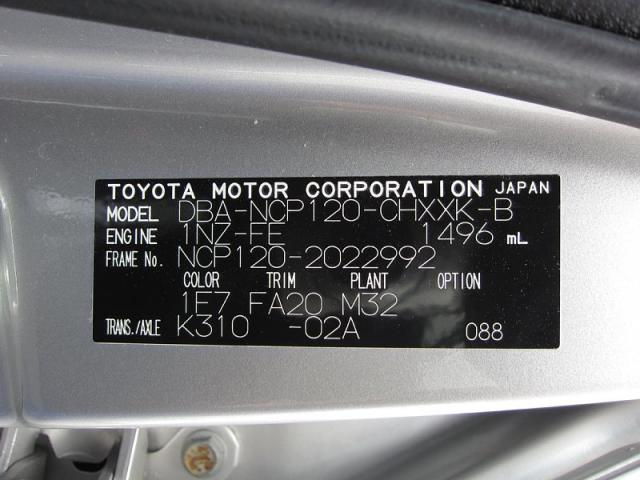 TOYOTA MOTOR CORPORATION JAPAN
MODEL DBA-NCP120-CHXXK-B
ENGINE 1NZ-FE 1496 mL
FRAME No. NCP120-2022992
COLOR TRIM PLANT OPTION
1E7 FA20 M32
TRANS./AXLE K310 -02A 088